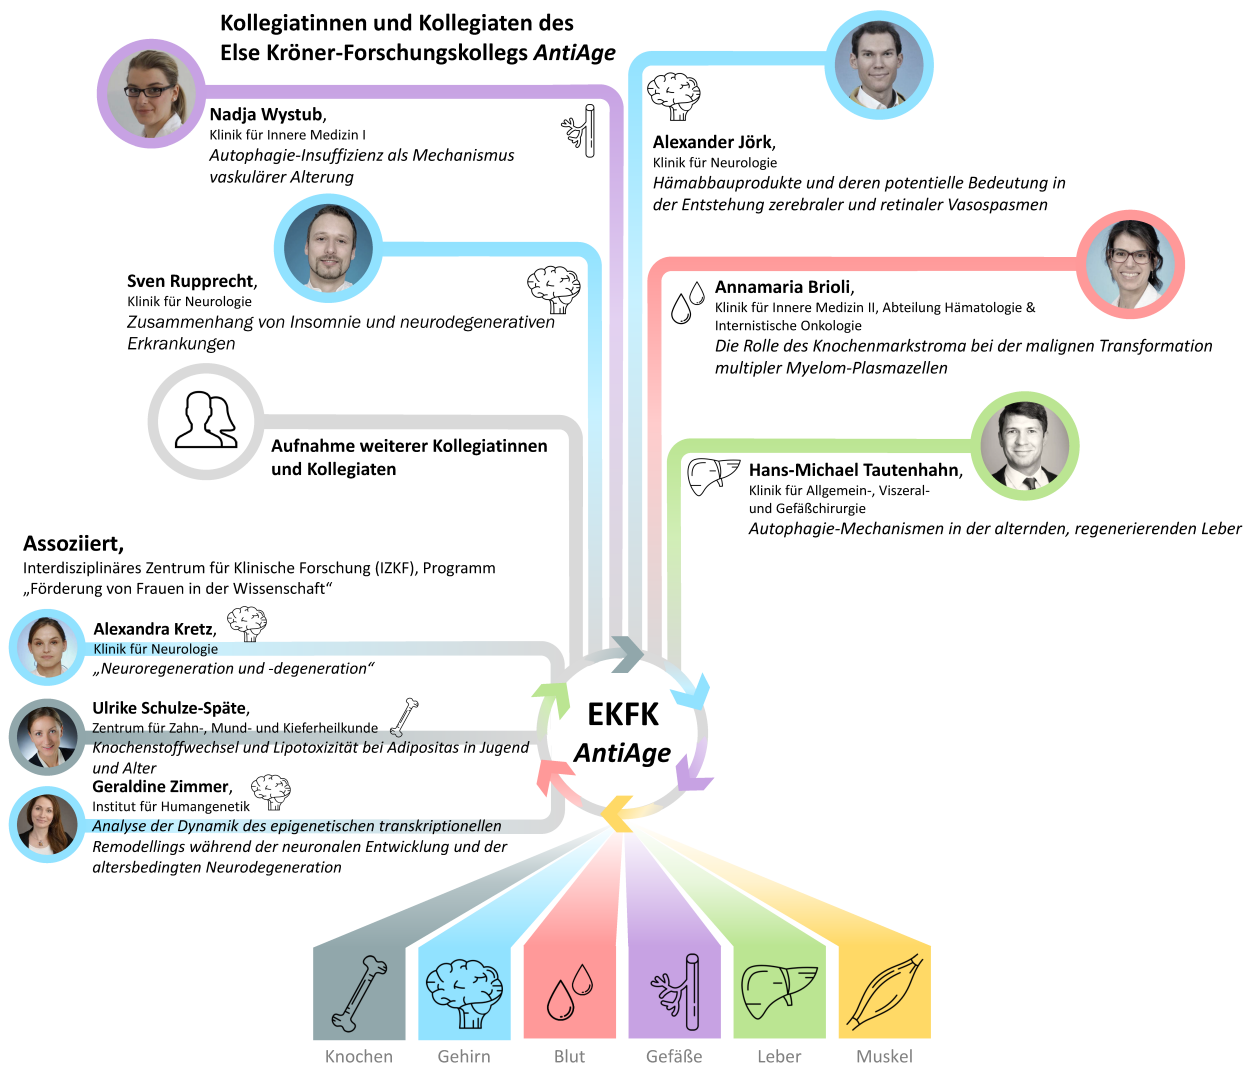 Kollegiatinnen und Kollegiaten des
Else Kröner-Forschungskollegs AntiAge
Nadja Wystub,
Klinik für Innere Medizin I
Autophagie-Insuffizienz als Mechanismus
vaskulärer Alterung
Alexander Jörk,
Klinik für Neurologie
Hämabbauprodukte und deren potentielle Bedeutung in
der Entstehung zerebraler und retinaler Vasospasmen
Sven Rupprecht,
Klinik für Neurologie
Zusammenhang von Insomnie und neurodegenerativen
Erkrankungen
Annamaria Brioli,
Klinik für Innere Medizin II, Abteilung Hämatologie &
Internistische Onkologie
Die Rolle des Knochenmarkstroma bei der malignen Transformation
multipler Myelom-Plasmazellen
Aufnahme weiterer Kollegiatinnen
und Kollegiaten
Hans-Michael Tautenhahn,
Klinik für Allgemein-, Viszeral-
und Gefäßchirurgie
Autophagie-Mechanismen in der alternden, regenerierenden Leber
Assoziiert,
Interdisziplinäres Zentrum für Klinische Forschung (IZKF), Programm
„Förderung von Frauen in der Wissenschaft“
Alexandra Kretz,
Klinik für Neurologie
„Neuroregeneration und -degeneration“
Ulrike Schulze-Späte,
Zentrum für Zahn-, Mund- und Kieferheilkunde
Knochenstoffwechsel und Lipotoxizität bei Adipositas in Jugend
und Alter
Geraldine Zimmer,
Institut für Humangenetik
Analyse der Dynamik des epigenetischen transkriptionellen
Remodellings während der neuronalen Entwicklung und der
altersbedingten Neurodegeneration
EKFK
AntiAge
Knochen
Gehirn
Blut
Gefäße
Leber
Muskel